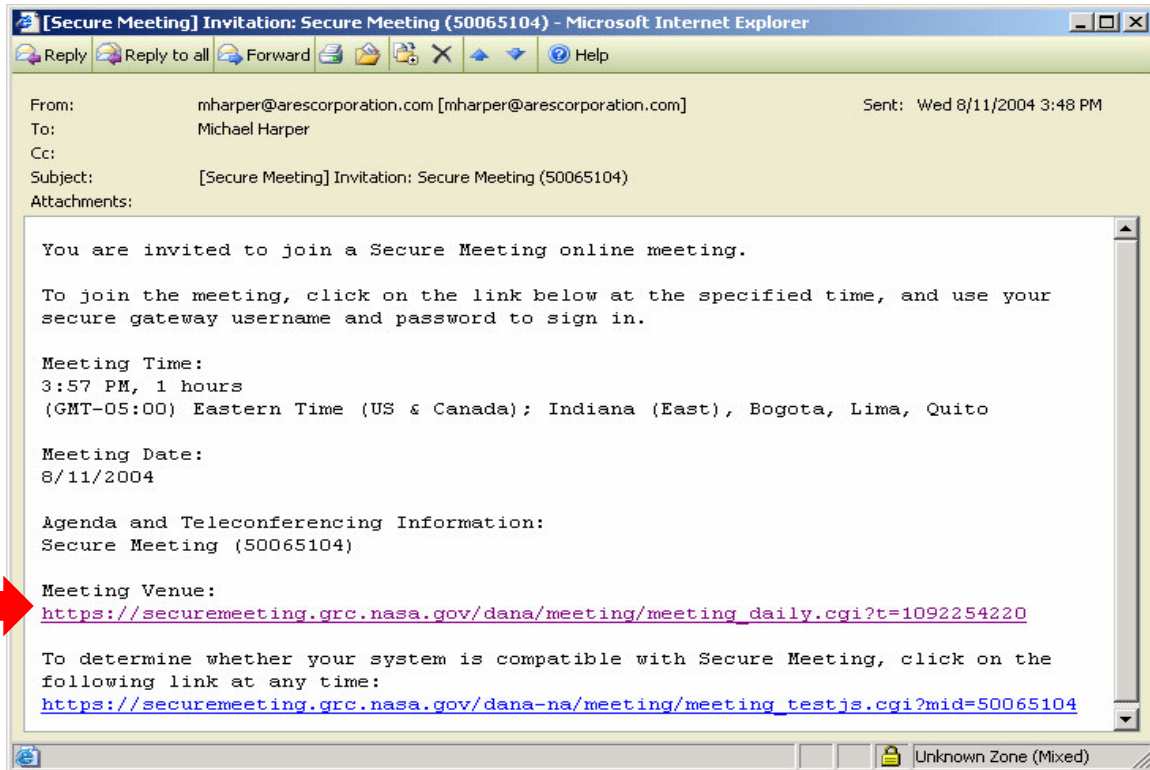 [Secure Meeting] Invitation: Secure Meeting (50065104) - Microsoft Internet Explorer
Reply Reply to all Forward Help
From: mharper@arescorporation.com [mharper@arescorporation.com] Sent: Wed 8/11/2004 3:48 PM
To: Michael Harper
Cc:
Subject: [Secure Meeting] Invitation: Secure Meeting (50065104)
Attachments:
You are invited to join a Secure Meeting online meeting.
To join the meeting, click on the link below at the specified time, and use your
secure gateway username and password to sign in.
Meeting Time:
3:57 PM, 1 hours
(GMT-05:00) Eastern Time (US & Canada); Indiana (East), Bogota, Lima, Quito
Meeting Date:
8/11/2004
Agenda and Teleconferencing Information:
Secure Meeting (50065104)
Meeting Venue:
https://securemeeting.grc.nasa.gov/dana/meeting/meeting_daily.cgi?t=1092254220
To determine whether your system is compatible with Secure Meeting, click on the
following link at any time:
https://securemeeting.grc.nasa.gov/dana-na/meeting/meeting_testjs.cgi?mid=50065104
Unknown Zone (Mixed)